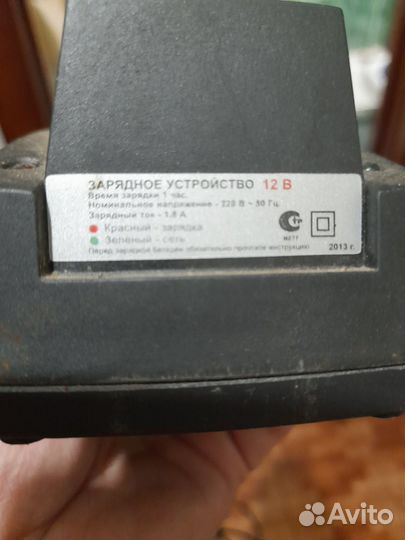 ЗАРЯДНОЕ УСТРОЙСТВО 12 В
Время зарядки 1 час.
Номинальное напряжение - 220 В ~ 50 Гц.
Зарядный ток - 1,8 А
Красный - зарядка
Зеленый - сеть
Перед зарядкой батареи обязательно прочтите инструкцию
2013 г.
Avito